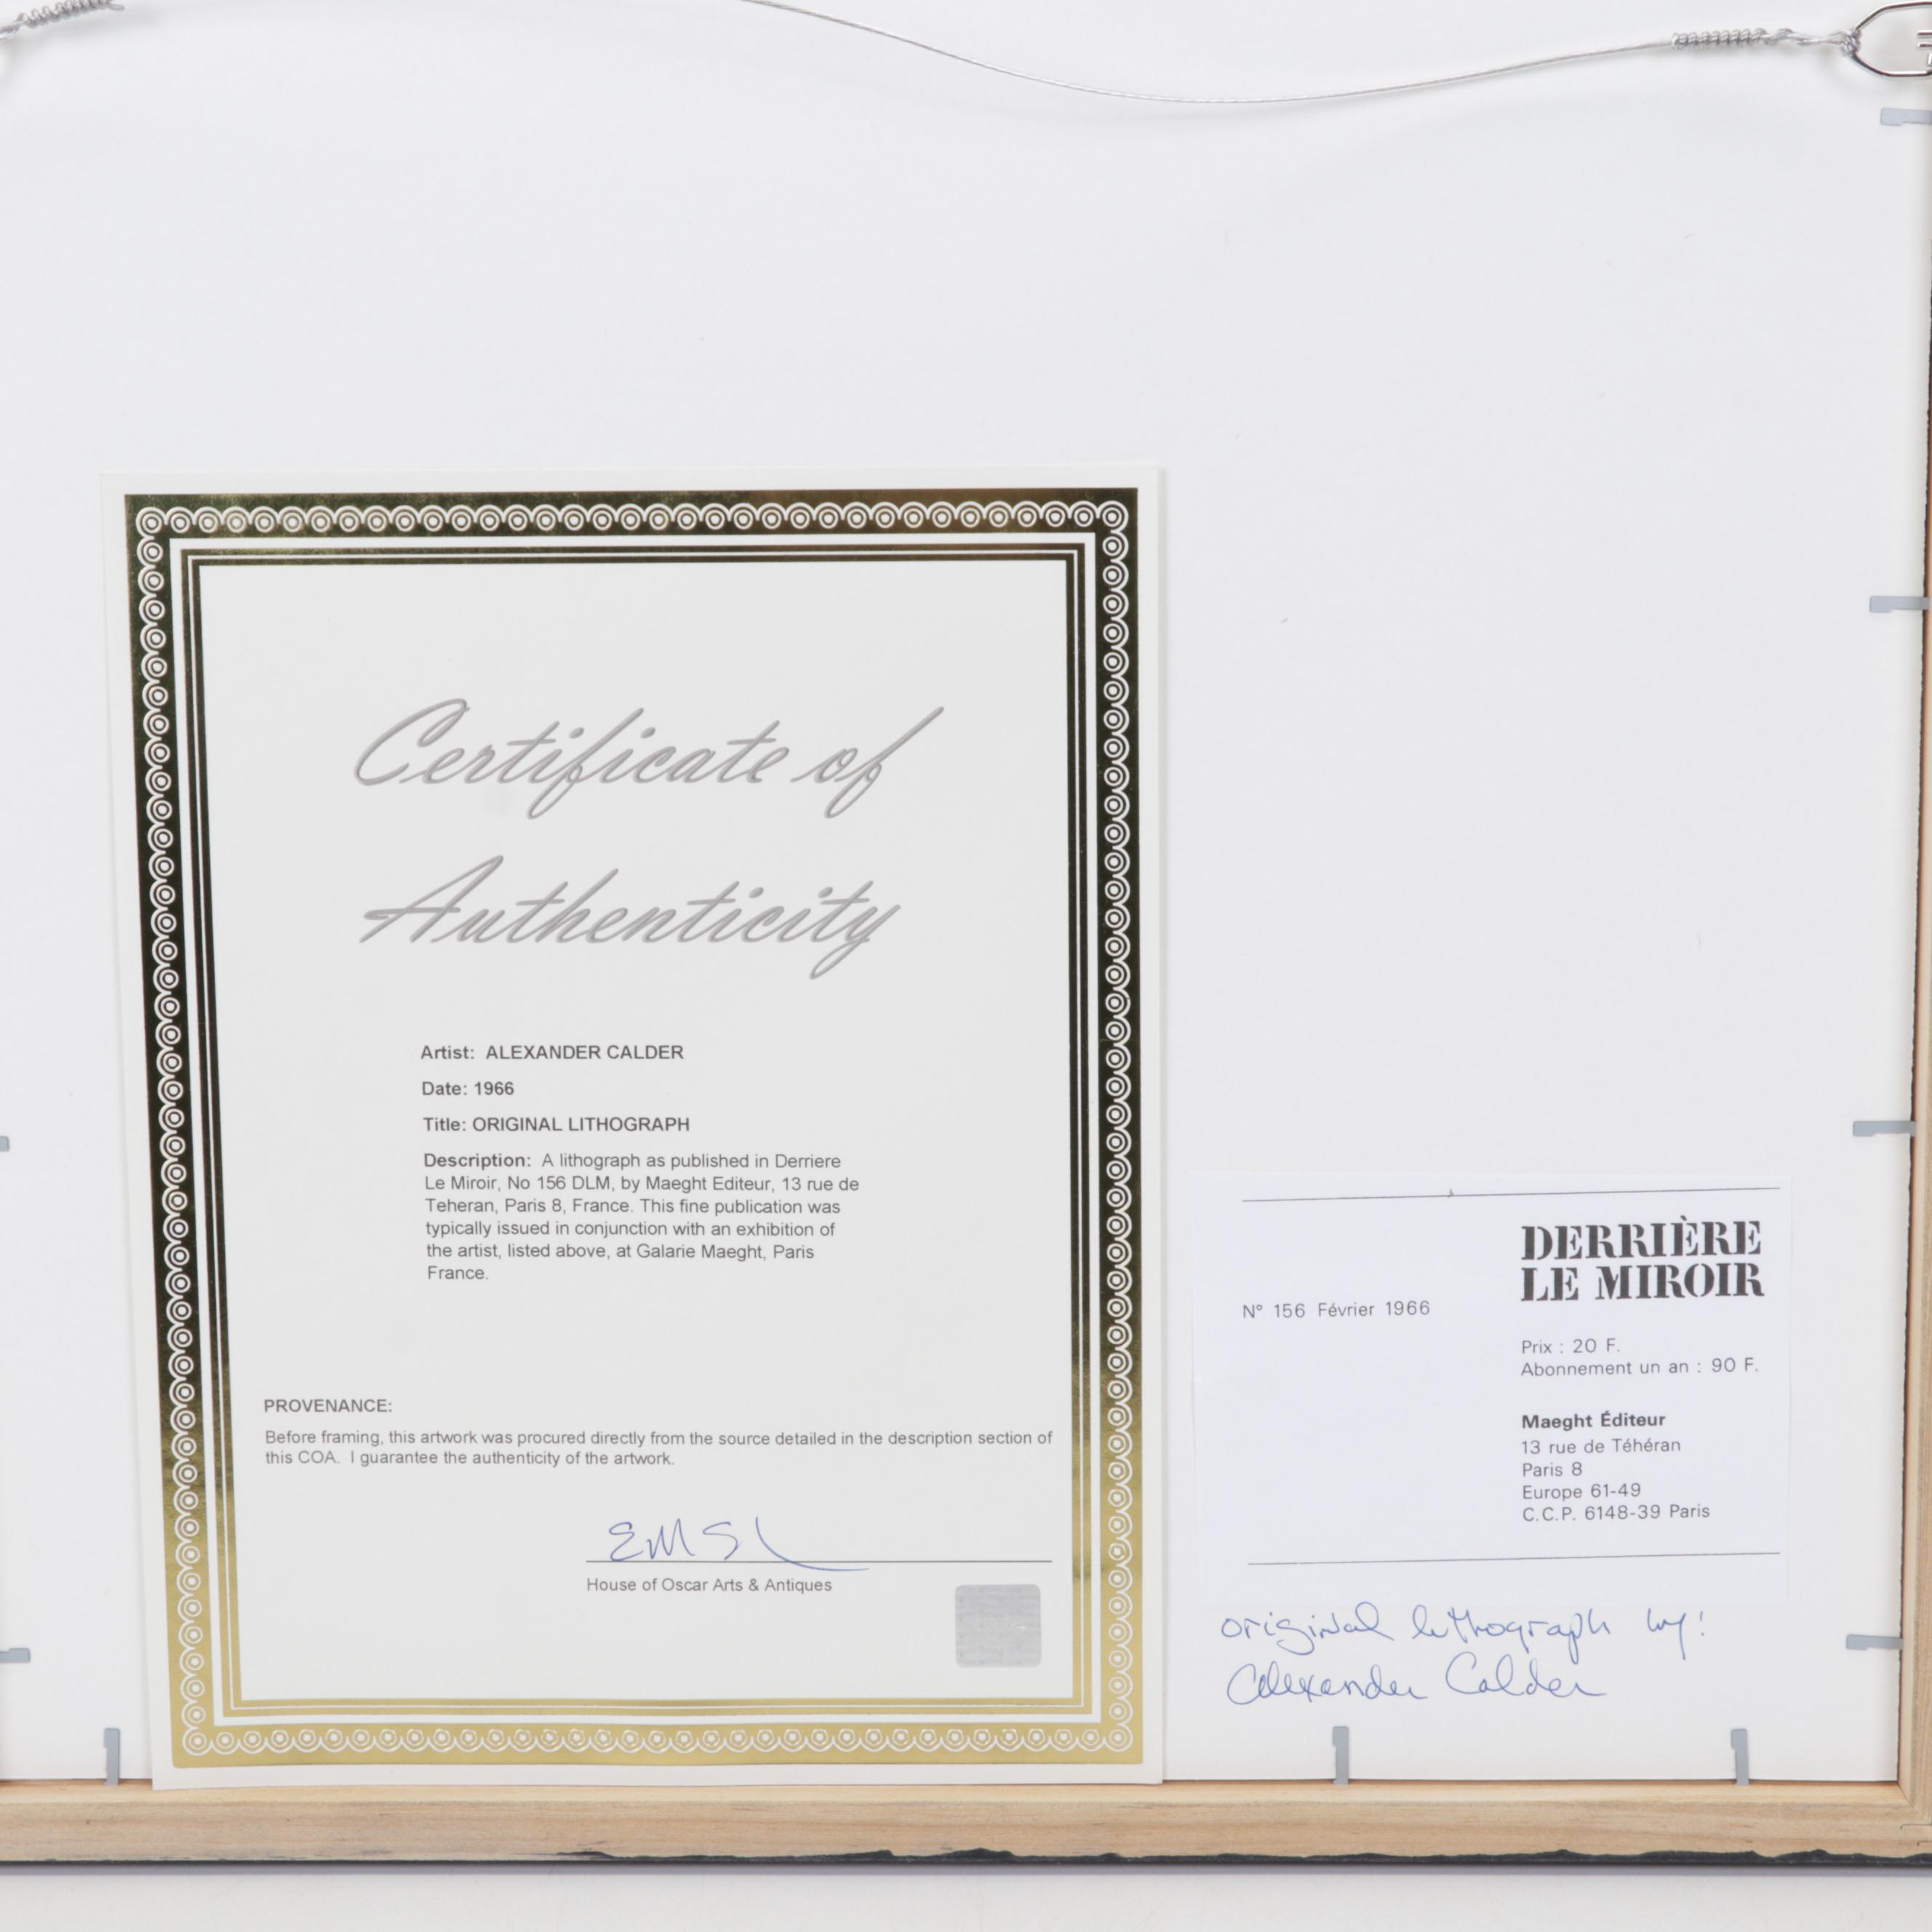 Certificate of
Authenticity
Artist: ALEXANDER CALDER
Date: 1966
Title: ORIGINAL LITHOGRAPH
Description: A lithograph as published in Derriere
Le Miroir, No 156 DLM, by Maeght Editeur, 13 rue de
Teheran, Paris 8, France. This fine publication was
typically issued in conjunction with an exhibition of
the artist, listed above, at Galarie Maeght, Paris
France.
PROVENANCE:
Before framing, this artwork was procured directly from the source detailed in the description section of
this COA. I guarantee the authenticity of the artwork.
House of Oscar Arts & Antiques
DERRIÈRE
LE MIROIR
N° 156 Février 1966
Prix : 20 F.
Abonnement un an : 90 F.
Maeght Éditeur
13 rue de Téhéran
Paris 8
Europe 61-49
C.C.P. 6148-39 Paris
original lithograph by:
Alexander Calder